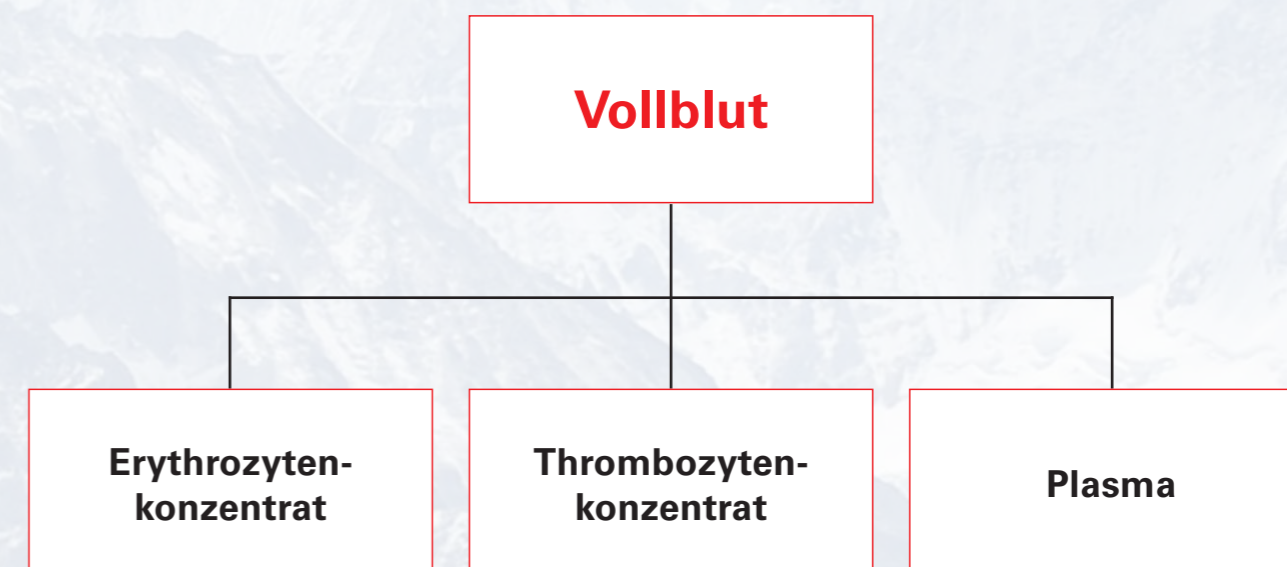 Vollblut
Erythrozyten-
konzentrat
Thrombozyten-
konzentrat
Plasma